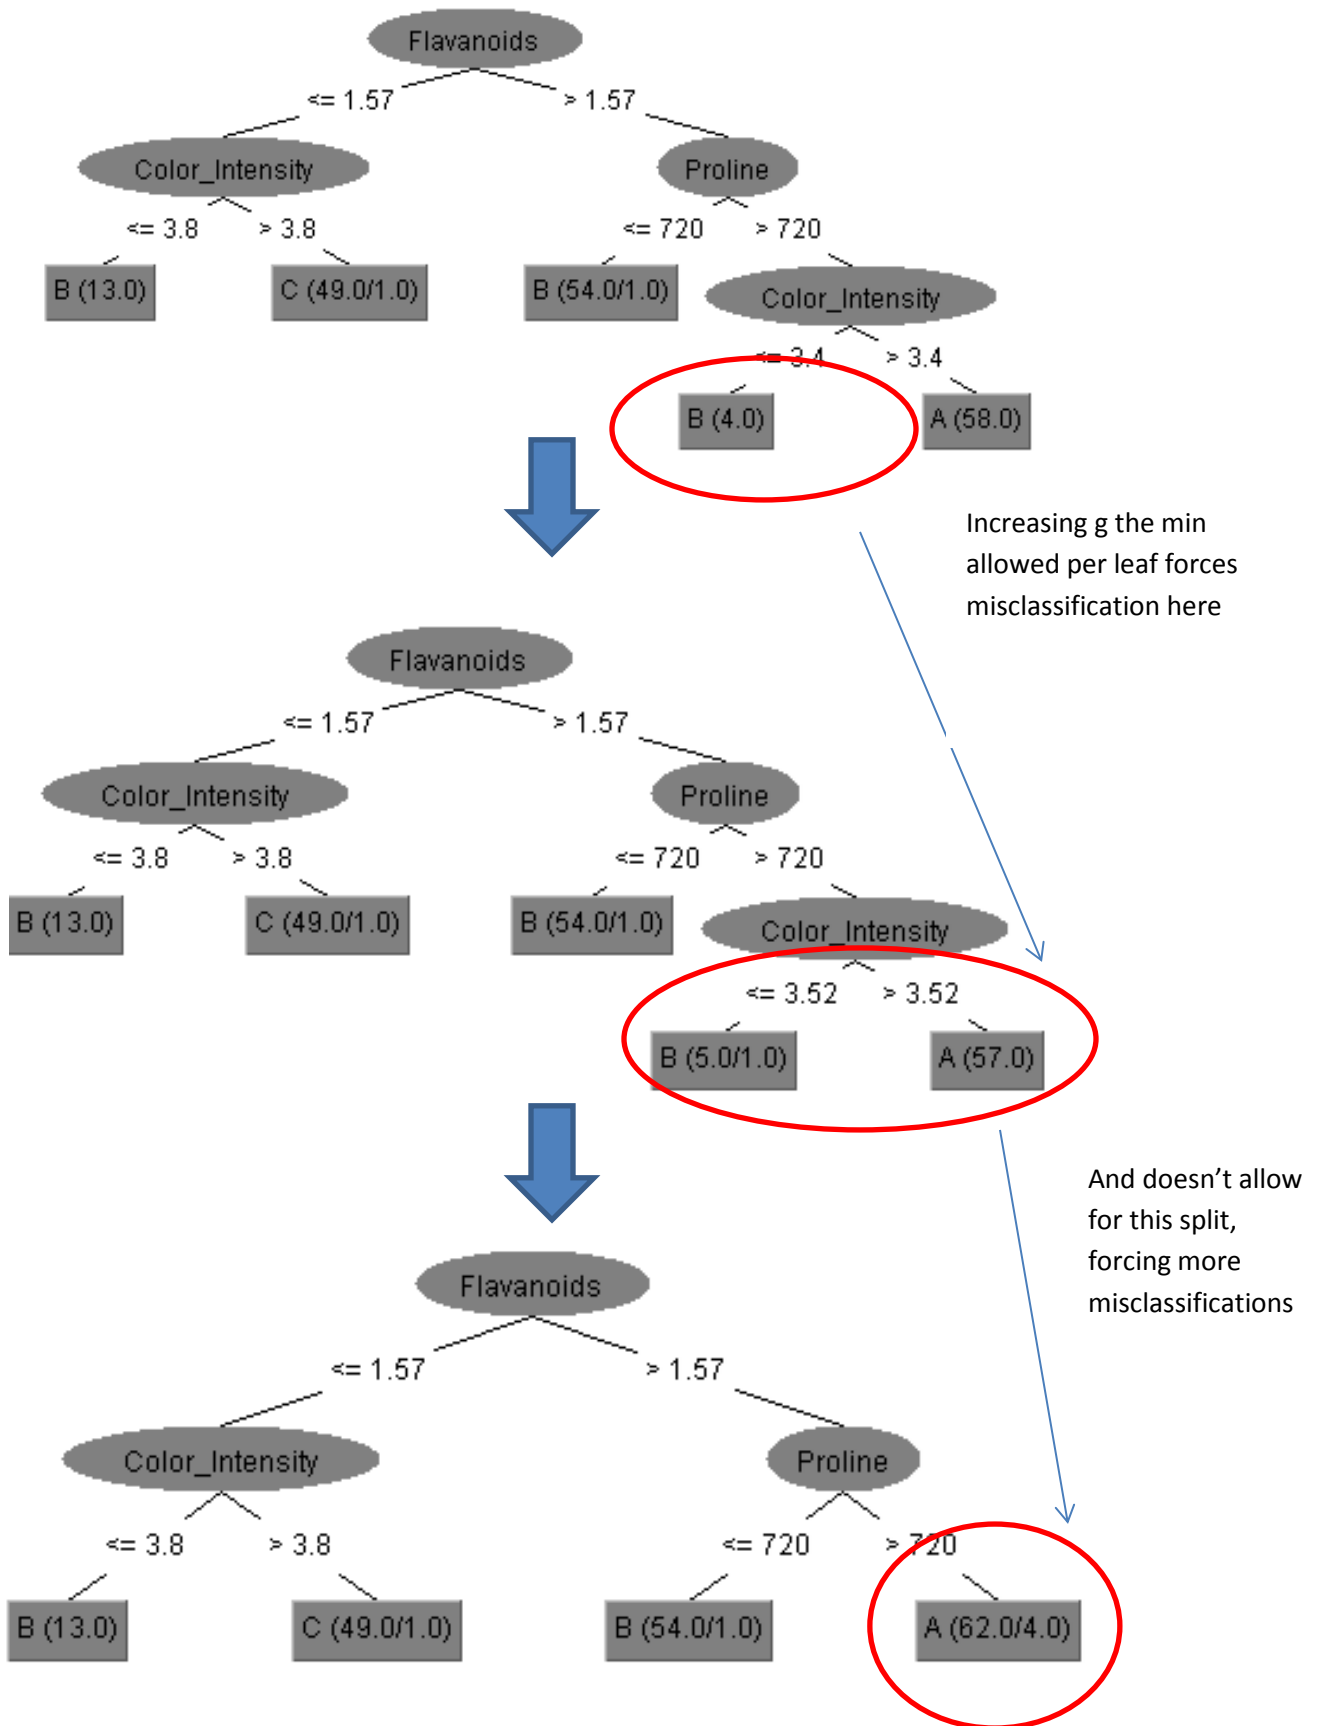 Flavanoids
<= 1.57 > 1.57
Color_Intensity Proline
<= 3.8 > 3.8 <= 720 > 720
B (13.0) C (49.0/1.0) B (54.0/1.0) Color_Intensity
<= 3.4 > 3.4
B (4.0) A (58.0)
Increasing g the min
allowed per leaf forces
misclassification here
Flavanoids
<= 1.57 > 1.57
Color_Intensity Proline
<= 3.8 > 3.8 <= 720 > 720
B (13.0) C (49.0/1.0) B (54.0/1.0) Color_Intensity
<= 3.52 > 3.52
B (5.0/1.0) A (57.0)
And doesn’t allow
for this split,
forcing more
misclassifications
Flavanoids
<= 1.57 > 1.57
Color_Intensity Proline
<= 3.8 > 3.8 <= 720 > 720
B (13.0) C (49.0/1.0) B (54.0/1.0) A (62.0/4.0)